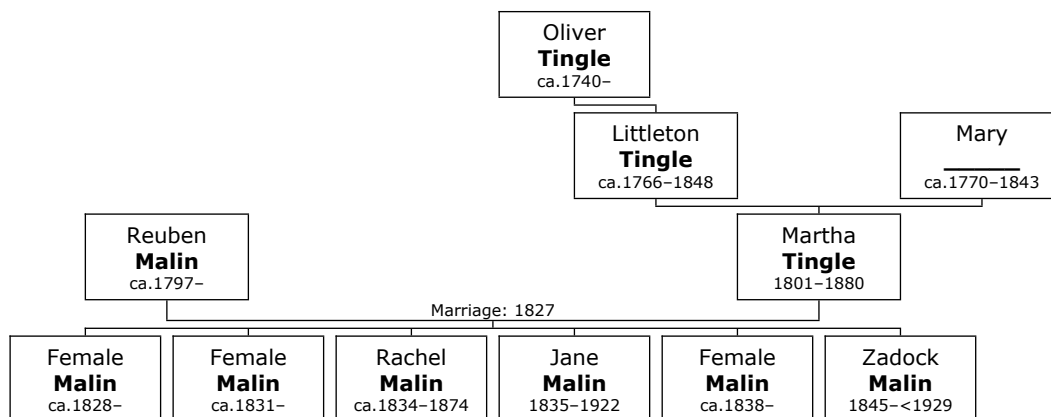 Oliver
Tingle
ca.1740–
Littleton
Tingle
ca.1766–1848
Mary
________
ca.1770–1843
Reuben
Malin
ca.1797–
Martha
Tingle
1801–1880
Marriage: 1827
Female
Malin
ca.1828–
Female
Malin
ca.1831–
Rachel
Malin
ca.1834–1874
Jane
Malin
1835–1922
Female
Malin
ca.1838–
Zadock
Malin
1845–<1929